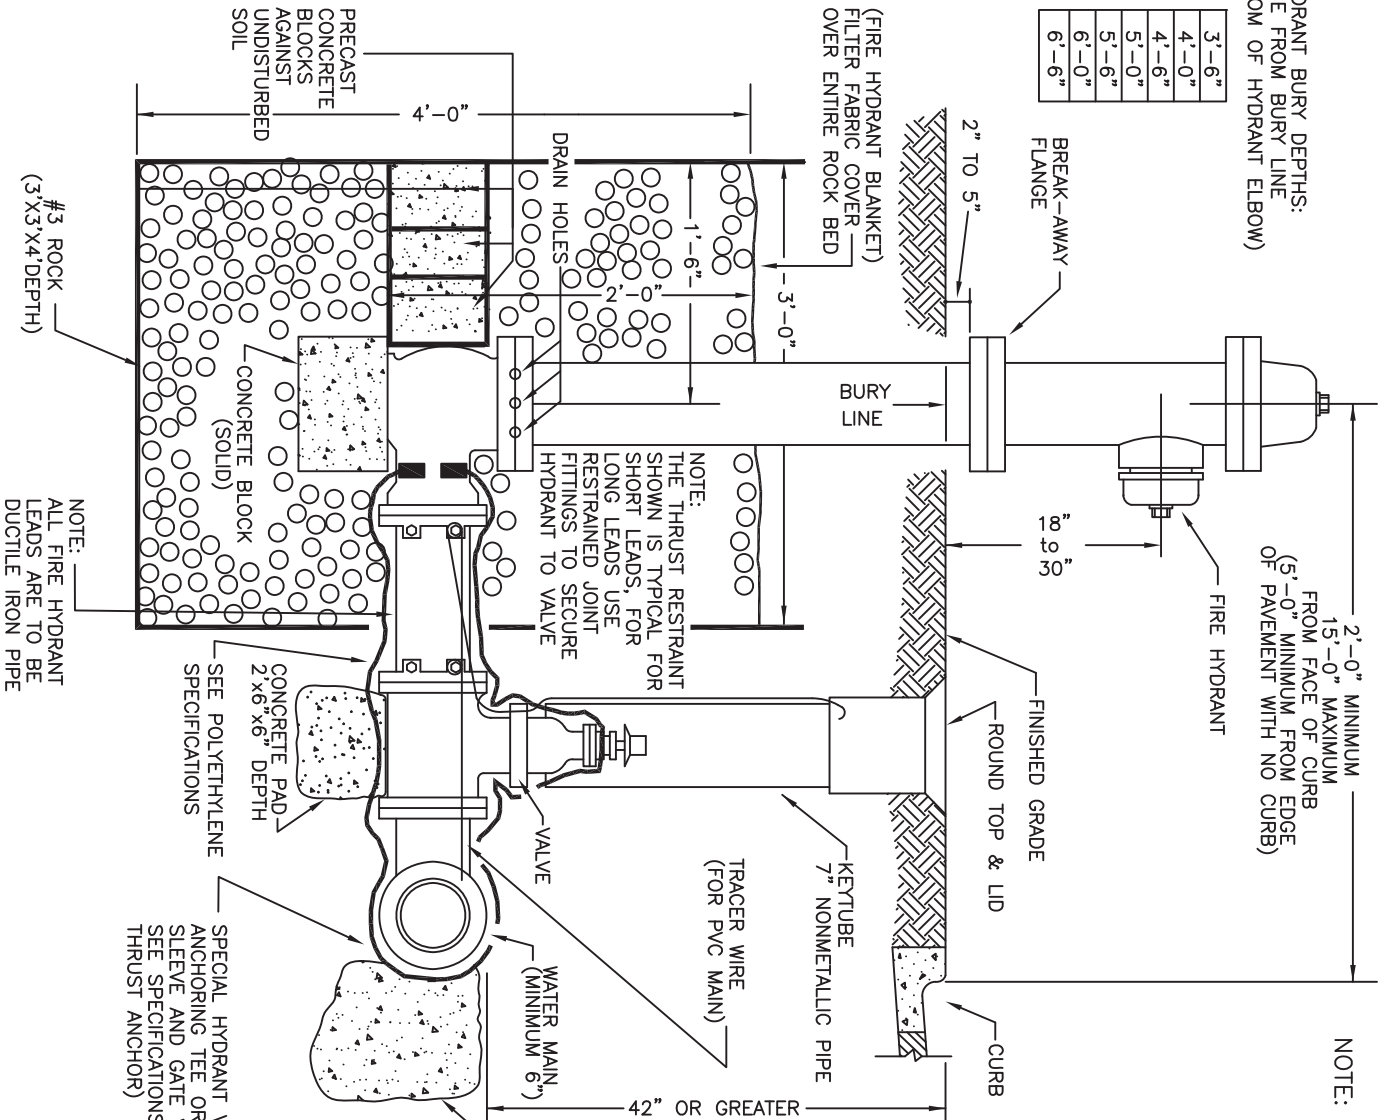 ORANT BURY DEPTHS:
E FROM BURY LINE
OM OF HYDRANT ELBOW)
3'-6"
4'-0"
4'-6"
5'-0"
5'-6"
6'-0"
6'-6"
2'-0" MINIMUM
15'-0" MAXIMUM
FROM FACE OF CURB
(5'-0" MINIMUM FROM EDGE
OF PAVEMENT WITH NO CURB)
NOTE:
FIRE HYDRANT
BREAK-AWAY
FLANGE
2" TO 5"
18"
to
30"
BURY
LINE
FINISHED GRADE
ROUND TOP & LID
CURB
(FIRE HYDRANT BLANKET)
FILTER FABRIC COVER
OVER ENTIRE ROCK BED
3'-0"
1'-6"
2'-0"
4'-0"
KEYTUBE
7" NONMETALLIC PIPE
TRACER WIRE
(FOR PVC MAIN)
NOTE:
THE THRUST RESTRAINT
SHOWN IS TYPICAL FOR
SHORT LEADS, FOR
LONG LEADS USE
RESTRAINED JOINT
FITTINGS TO SECURE
HYDRANT TO VALVE
DRAIN HOLES
VALVE
WATER MAIN
(MINIMUM 6")
42" OR GREATER
PRECAST
CONCRETE
BLOCKS
AGAINST
UNDISTURBED
SOIL
CONCRETE BLOCK
(SOLID)
CONCRETE PAD
2'x6"x6" DEPTH
SEE POLYETHYLENE
SPECIFICATIONS
SPECIAL HYDRANT V
ANCHORING TEE OR
SLEEVE AND GATE
SEE SPECIFICATIONS
THRUST ANCHOR)
#3 ROCK
(3'X3'X4'DEPTH)
NOTE:
ALL FIRE HYDRANT
LEADS ARE TO BE
DUCTILE IRON PIPE